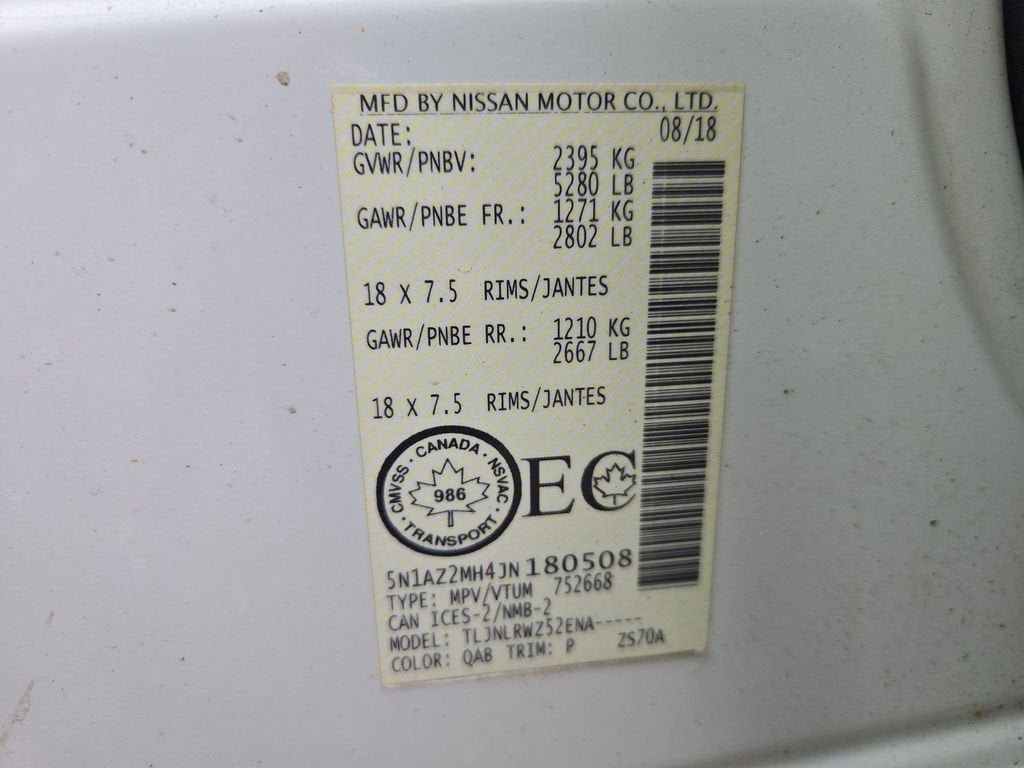 MFD BY NISSAN MOTOR CO., LTD.
DATE: 08/18
GVWR/PNBV: 2395 KG
5280 LB
GAWR/PNBE FR.: 1271 KG
2802 LB
18 X 7.5 RIMS/JANTES
GAWR/PNBE RR.: 1210 KG
2667 LB
18 X 7.5 RIMS/JANTES
CMVSS · CANADA · NSVAC · TRANSPORT ·
986
EC
5N1AZ2MH4JN180508
TYPE: MPV/VTUM 752668
CAN ICES-2/NMB-2
MODEL: TLJNLRWZ52ENA-----
COLOR: QAB TRIM: P ZS70A